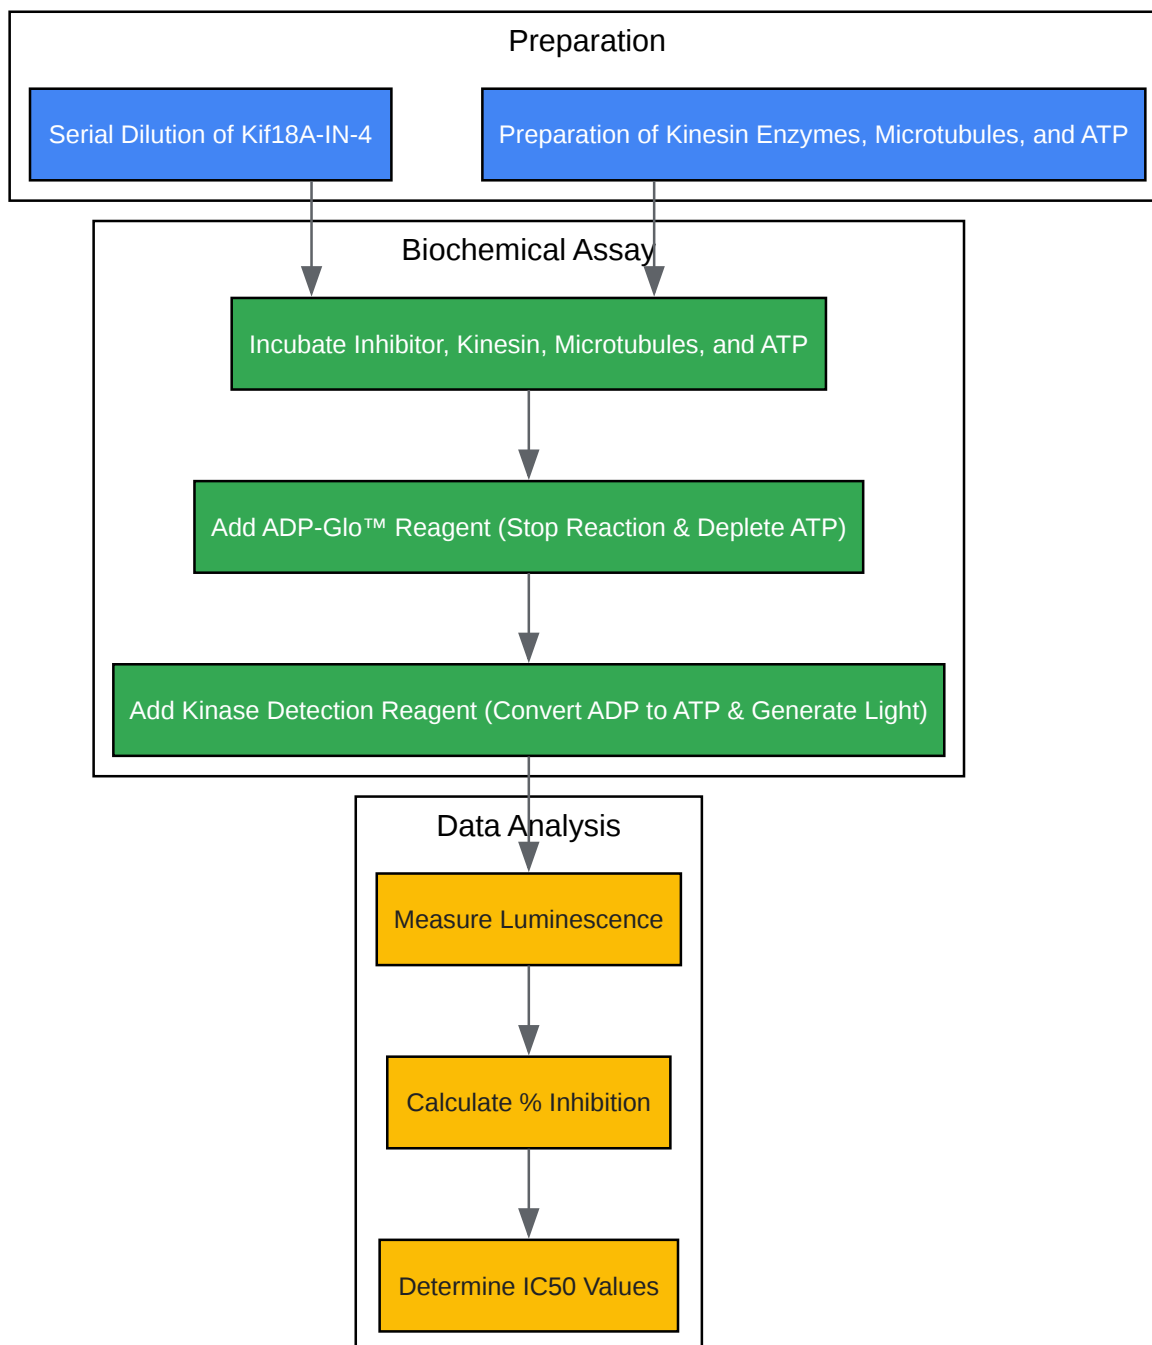 Preparation
Serial Dilution of Kif18A-IN-4
Preparation of Kinesin Enzymes, Microtubules, and ATP
Biochemical Assay
Incubate Inhibitor, Kinesin, Microtubules, and ATP
Add ADP-Glo™ Reagent (Stop Reaction & Deplete ATP)
Add Kinase Detection Reagent (Convert ADP to ATP & Generate Light)
Data Analysis
Measure Luminescence
Calculate % Inhibition
Determine IC50 Values